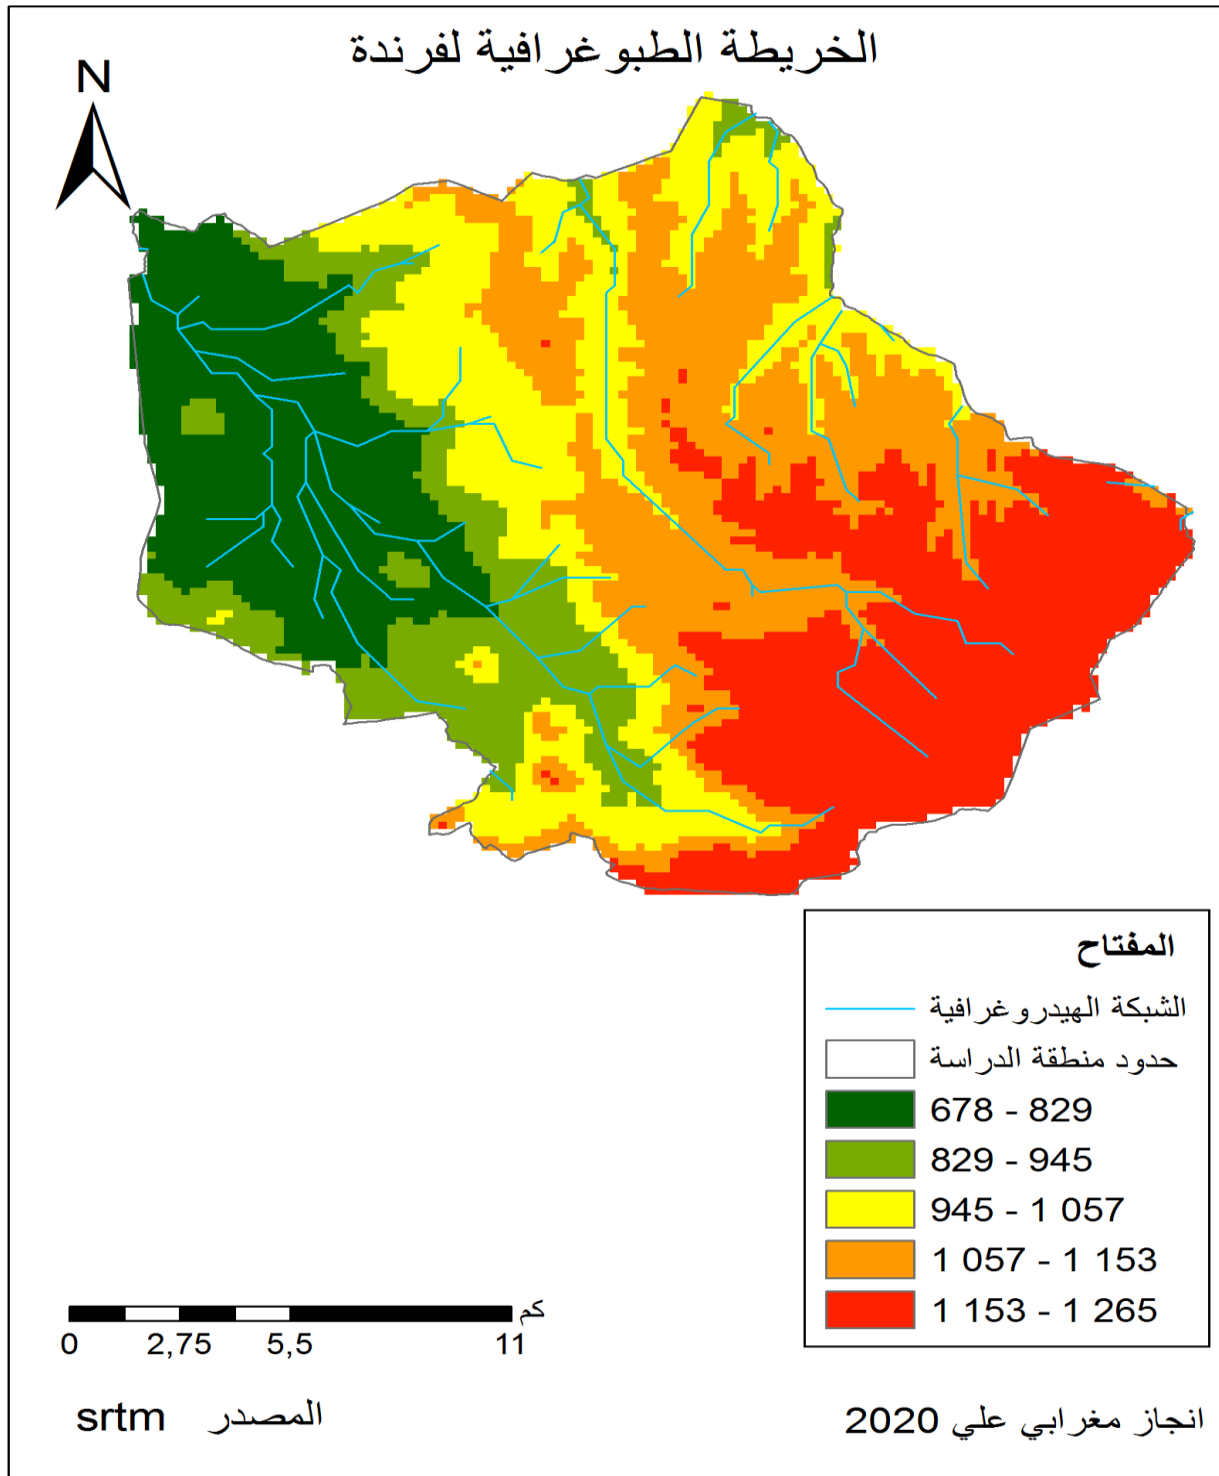 الخريطة الطبوغرافية لفرندة
N
المفتاح
الشبكة الهيدروغرافية
حدود منطقة الدراسة
678 - 829
829 - 945
945 - 1 057
1 057 - 1 153
1 153 - 1 265
كم
0 2,75 5,5 11
المصدر srtm
انجاز مغرابي علي 2020